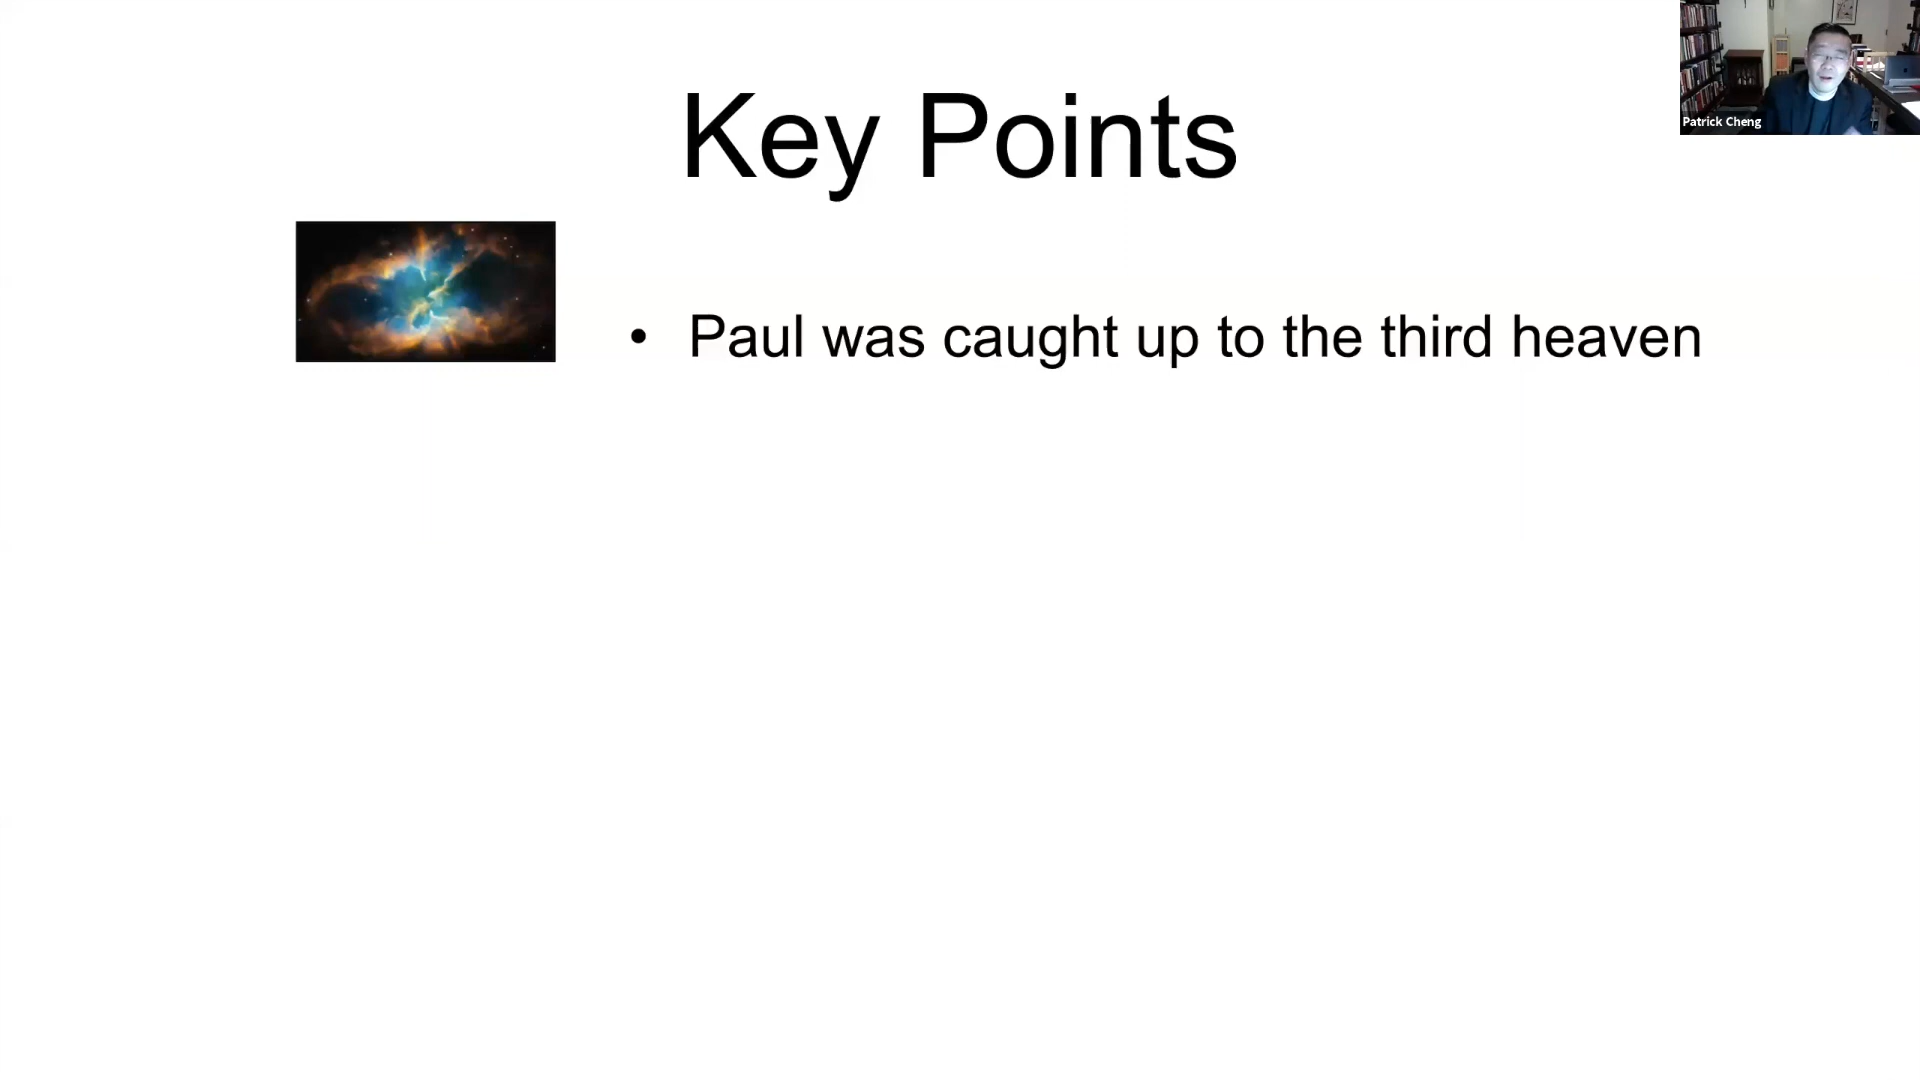 Key Points
• Paul was caught up to the third heaven
Patrick Cheng